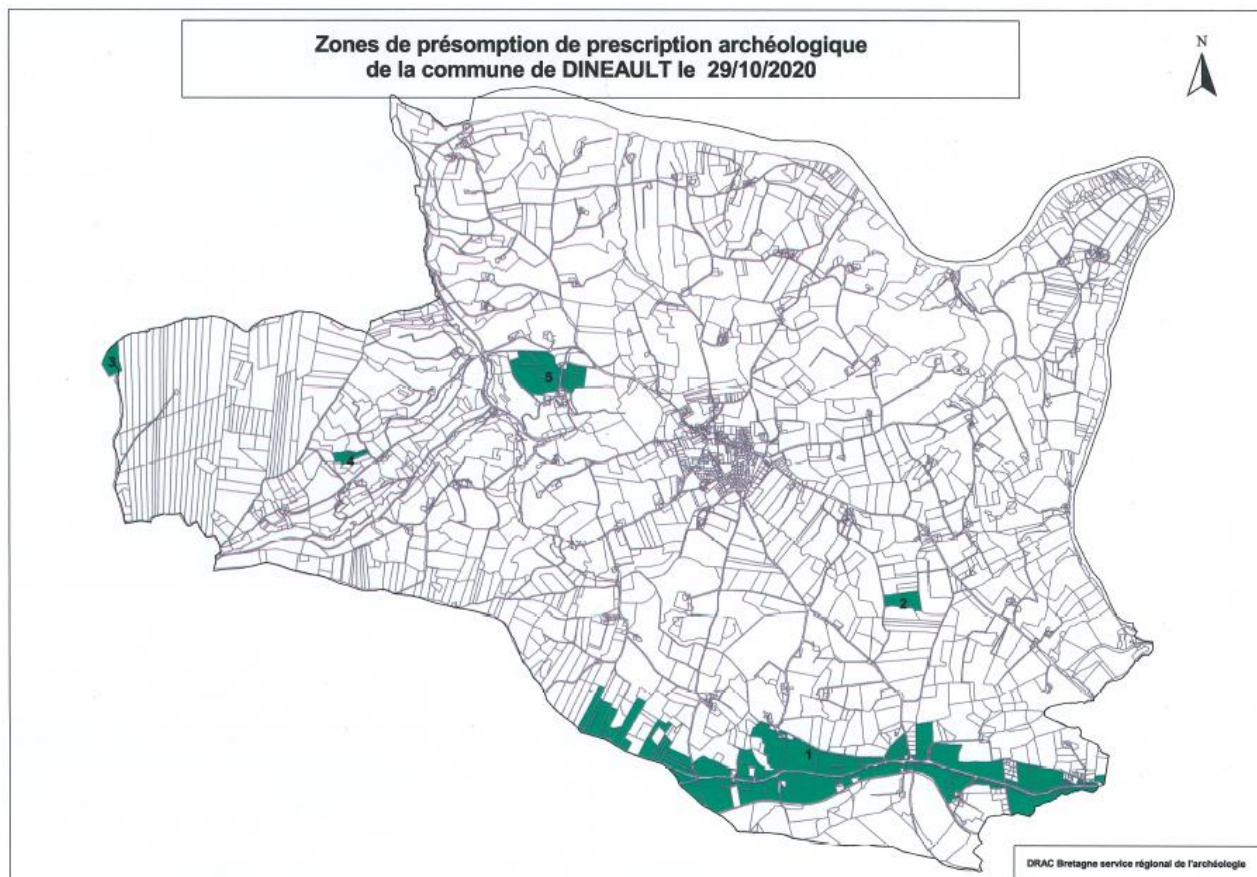 Zones de présomption de prescription archéologique
de la commune de DINEAULT le 29/10/2020
N
3
5
4
2
1
DRAC Bretagne service régional de l'archéologie